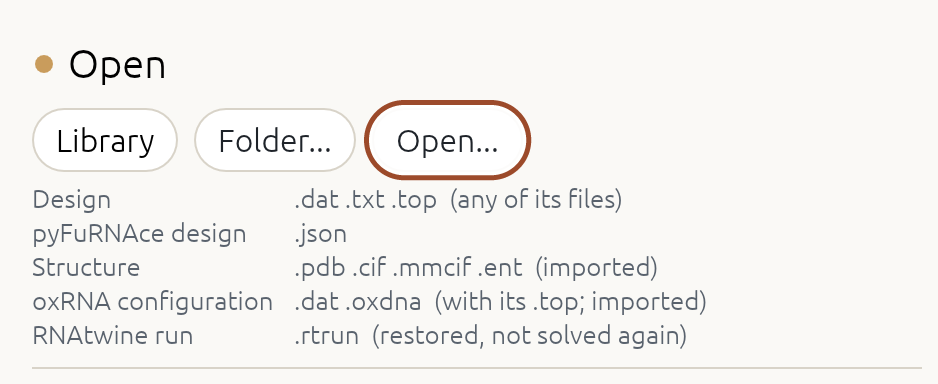 Open
Library Folder... Open...
Design .dat .txt .top (any of its files)
pyFuRNAce design .json
Structure .pdb .cif .mmcif .ent (imported)
oxRNA configuration .dat .oxdna (with its .top; imported)
RNAtwine run .rtrun (restored, not solved again)